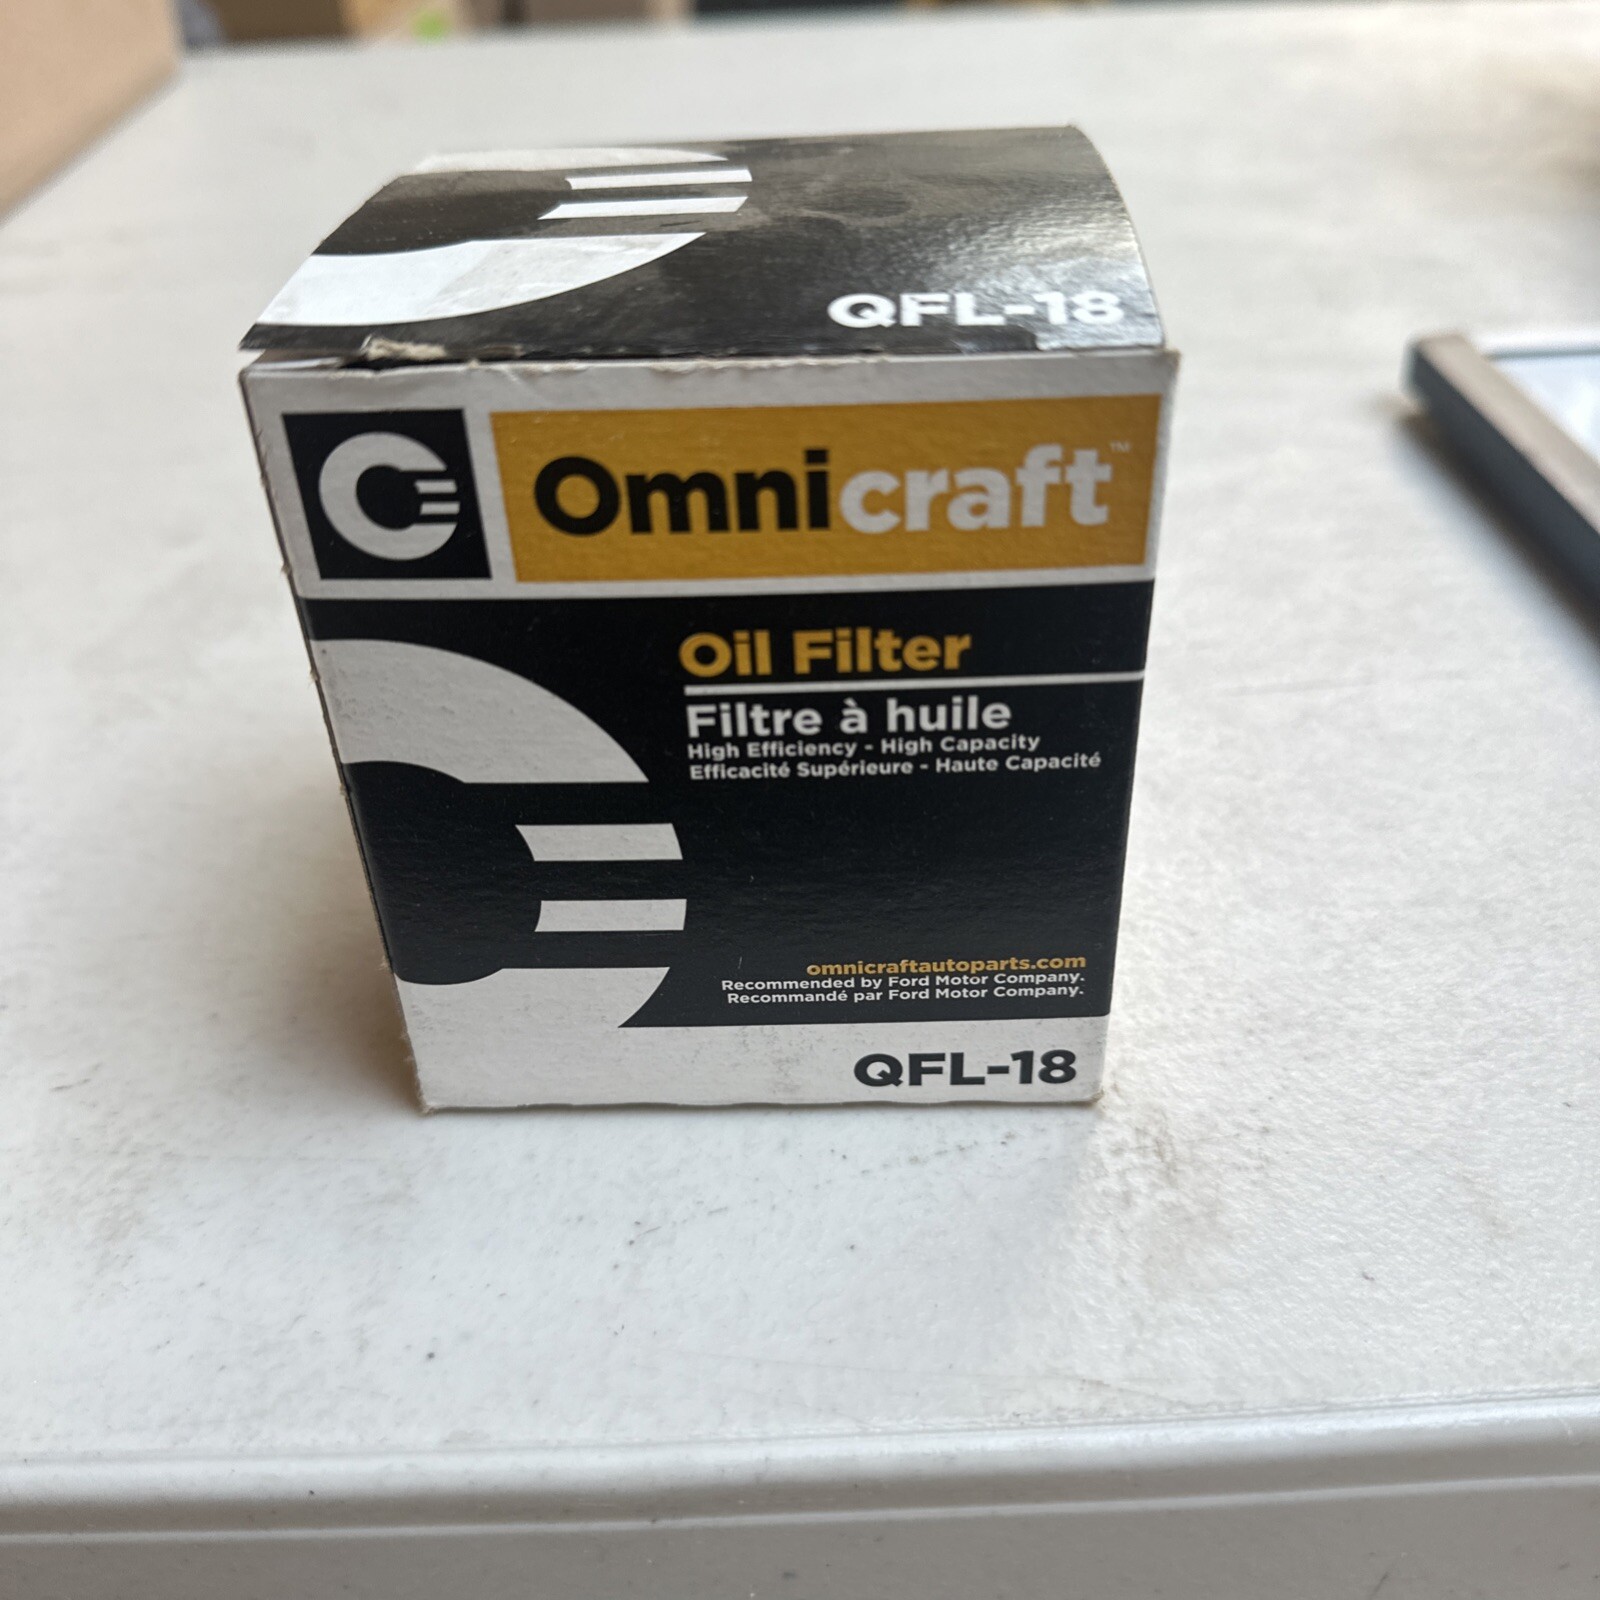 QFL-18
Omnicraft™
Oil Filter
Filtre à huile
High Efficiency - High Capacity
Efficacité Supérieure - Haute Capacité
omnicraftautoparts.com
Recommended by Ford Motor Company.
Recommandé par Ford Motor Company.
QFL-18